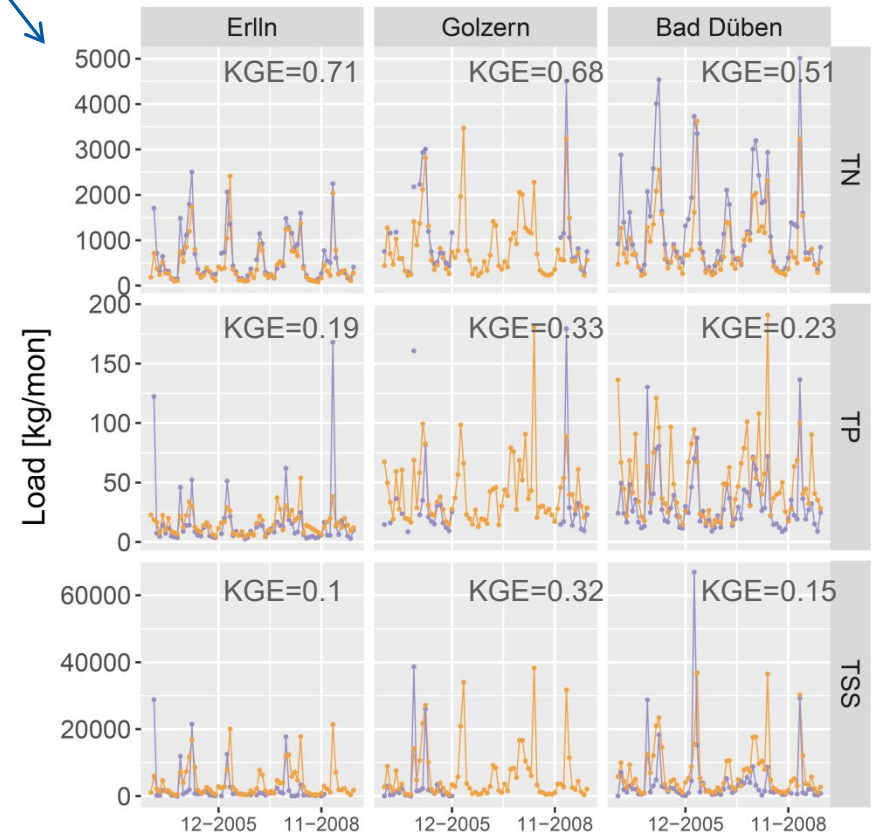 Erlln Golzern Bad Düben
Load [kg/mon]
5000
4000
3000
2000
1000
0
KGE=0.71 KGE=0.68 KGE=0.51
TN
200
150
100
50
0
KGE=0.19 KGE=0.33 KGE=0.23
TP
60000
40000
20000
0
KGE=0.1 KGE=0.32 KGE=0.15
TSS
12−2005 11−2008 12−2005 11−2008 12−2005 11−2008